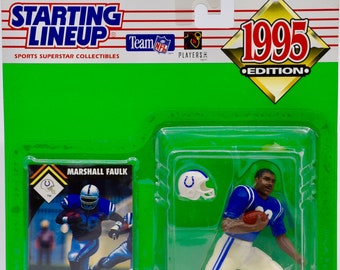 STARTING
LINEUP
SPORTS SUPERSTAR COLLECTIBLES
Team NFL
PLAYERS
1995
EDITION
MARSHALL FAULK